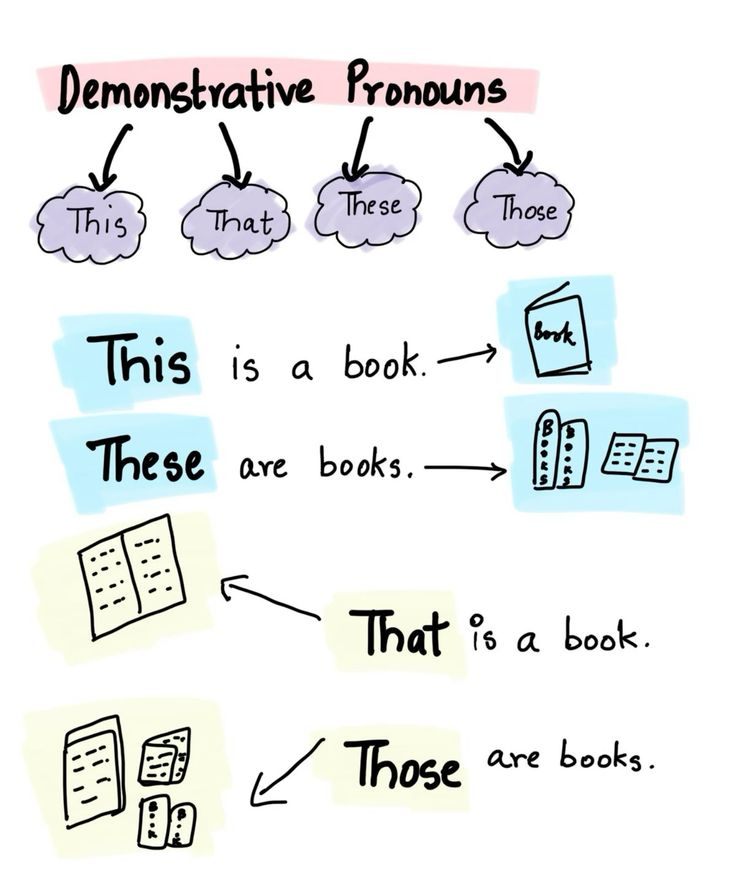 Demonstrative Pronouns
This That These Those
This is a book.
Book
These are books.
Books
Books
That is a book.
Those are books.
Book